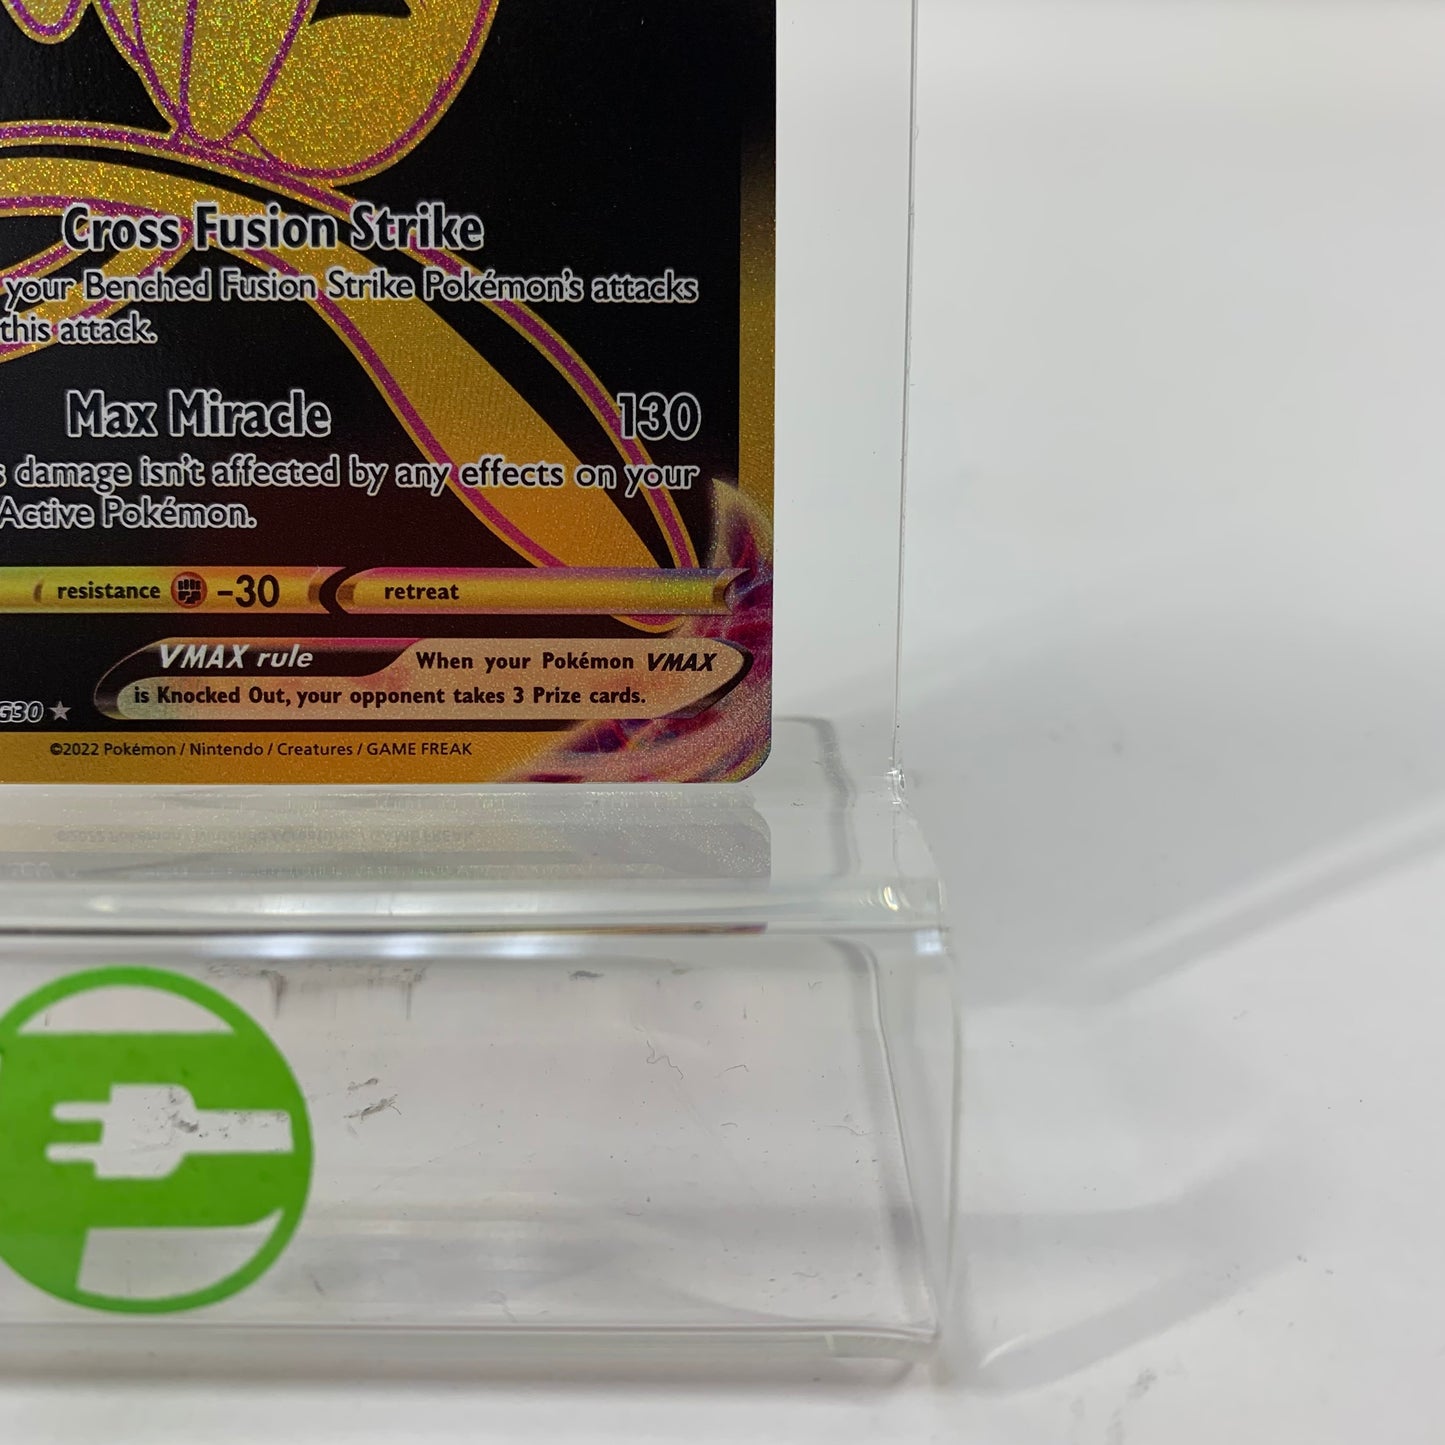 Cross Fusion Strike
your Benched Fusion Strike Pokémon's attacks
this attack.
Max Miracle 130
damage isn't affected by any effects on your
Active Pokémon.
resistance -30 retreat
VMAX rule When your Pokémon VMAX
is Knocked Out, your opponent takes 3 Prize cards.
G30
©2022 Pokémon / Nintendo / Creatures / GAME FREAK